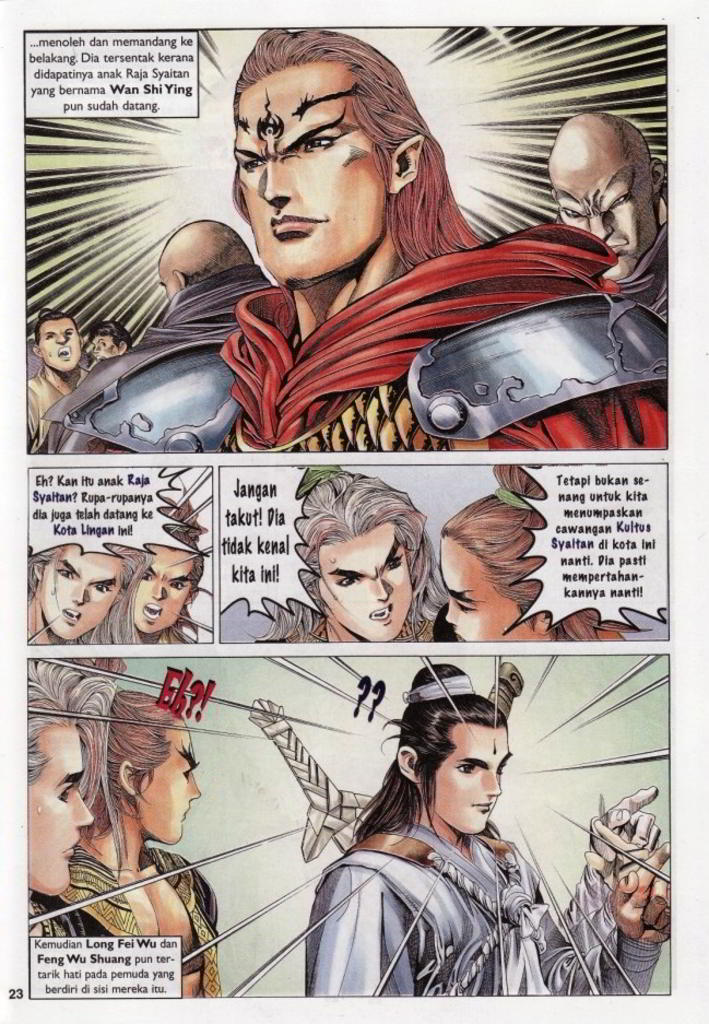 ...menoleh dan memandang ke
belakang. Dia tersentak kerana
didapatinya anak Raja Syaitan
yang bernama Wan Shi Ying
pun sudah datang.
Eh? Kan itu anak Raja
Syaitan? Rupa-rupanya
dia juga telah datang ke
Kota Lingan ini!
Jangan
takut! Dia
tidak kenal
kita ini!
Tetapi bukan se-
nang untuk kita
menumpaskan
cawangan Kultus
Syaitan di kota ini
tanpa mempertahan-
kannya nanti!
Eh?!
??
Kemudian Long Fei Wu dan
Feng Wu Shuang pun ter-
tarik hati pada pemuda yang
berdiri di sisi mereka itu.
23